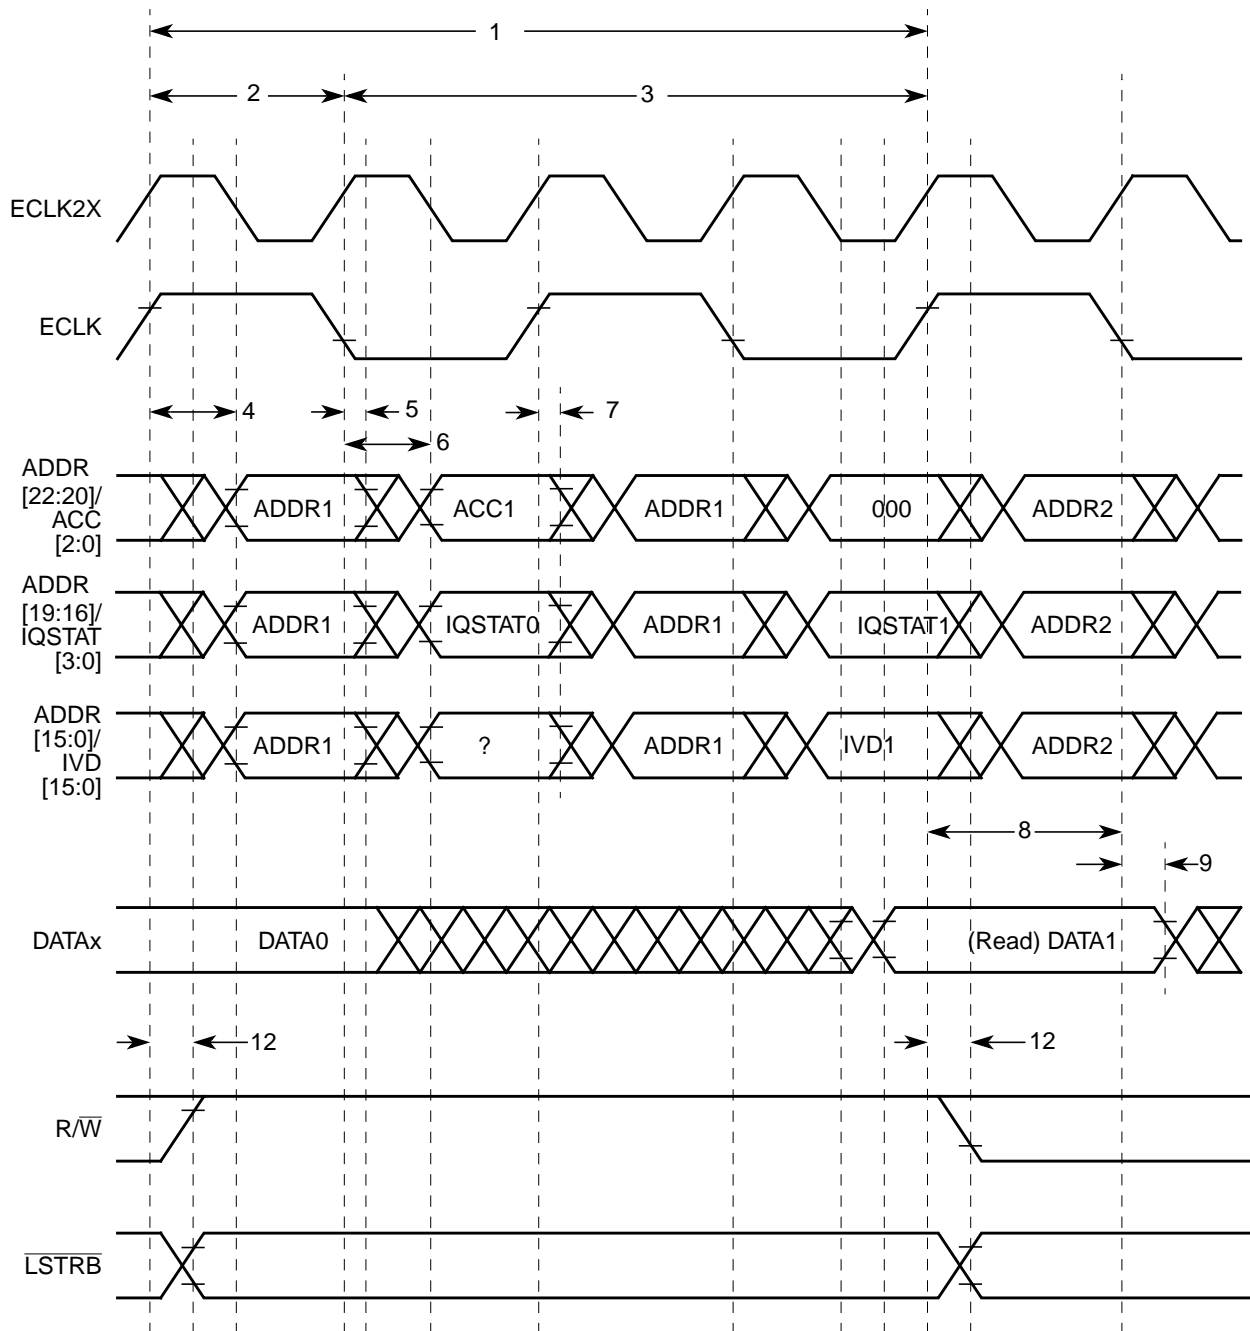 1
2
3
ECLK2X
ECLK
4
5
7
6
ADDR
[22:20]/
ACC
[2:0]
ADDR1
ACC1
ADDR1
000
ADDR2
ADDR
[19:16]/
IQSTAT
[3:0]
ADDR1
IQSTAT0
ADDR1
IQSTAT1
ADDR2
ADDR
[15:0]/
IVD
[15:0]
ADDR1
?
ADDR1
IVD1
ADDR2
8
9
DATAx
DATA0
(Read) DATA1
12
12
R/W̅
L̅S̅T̅R̅B̅